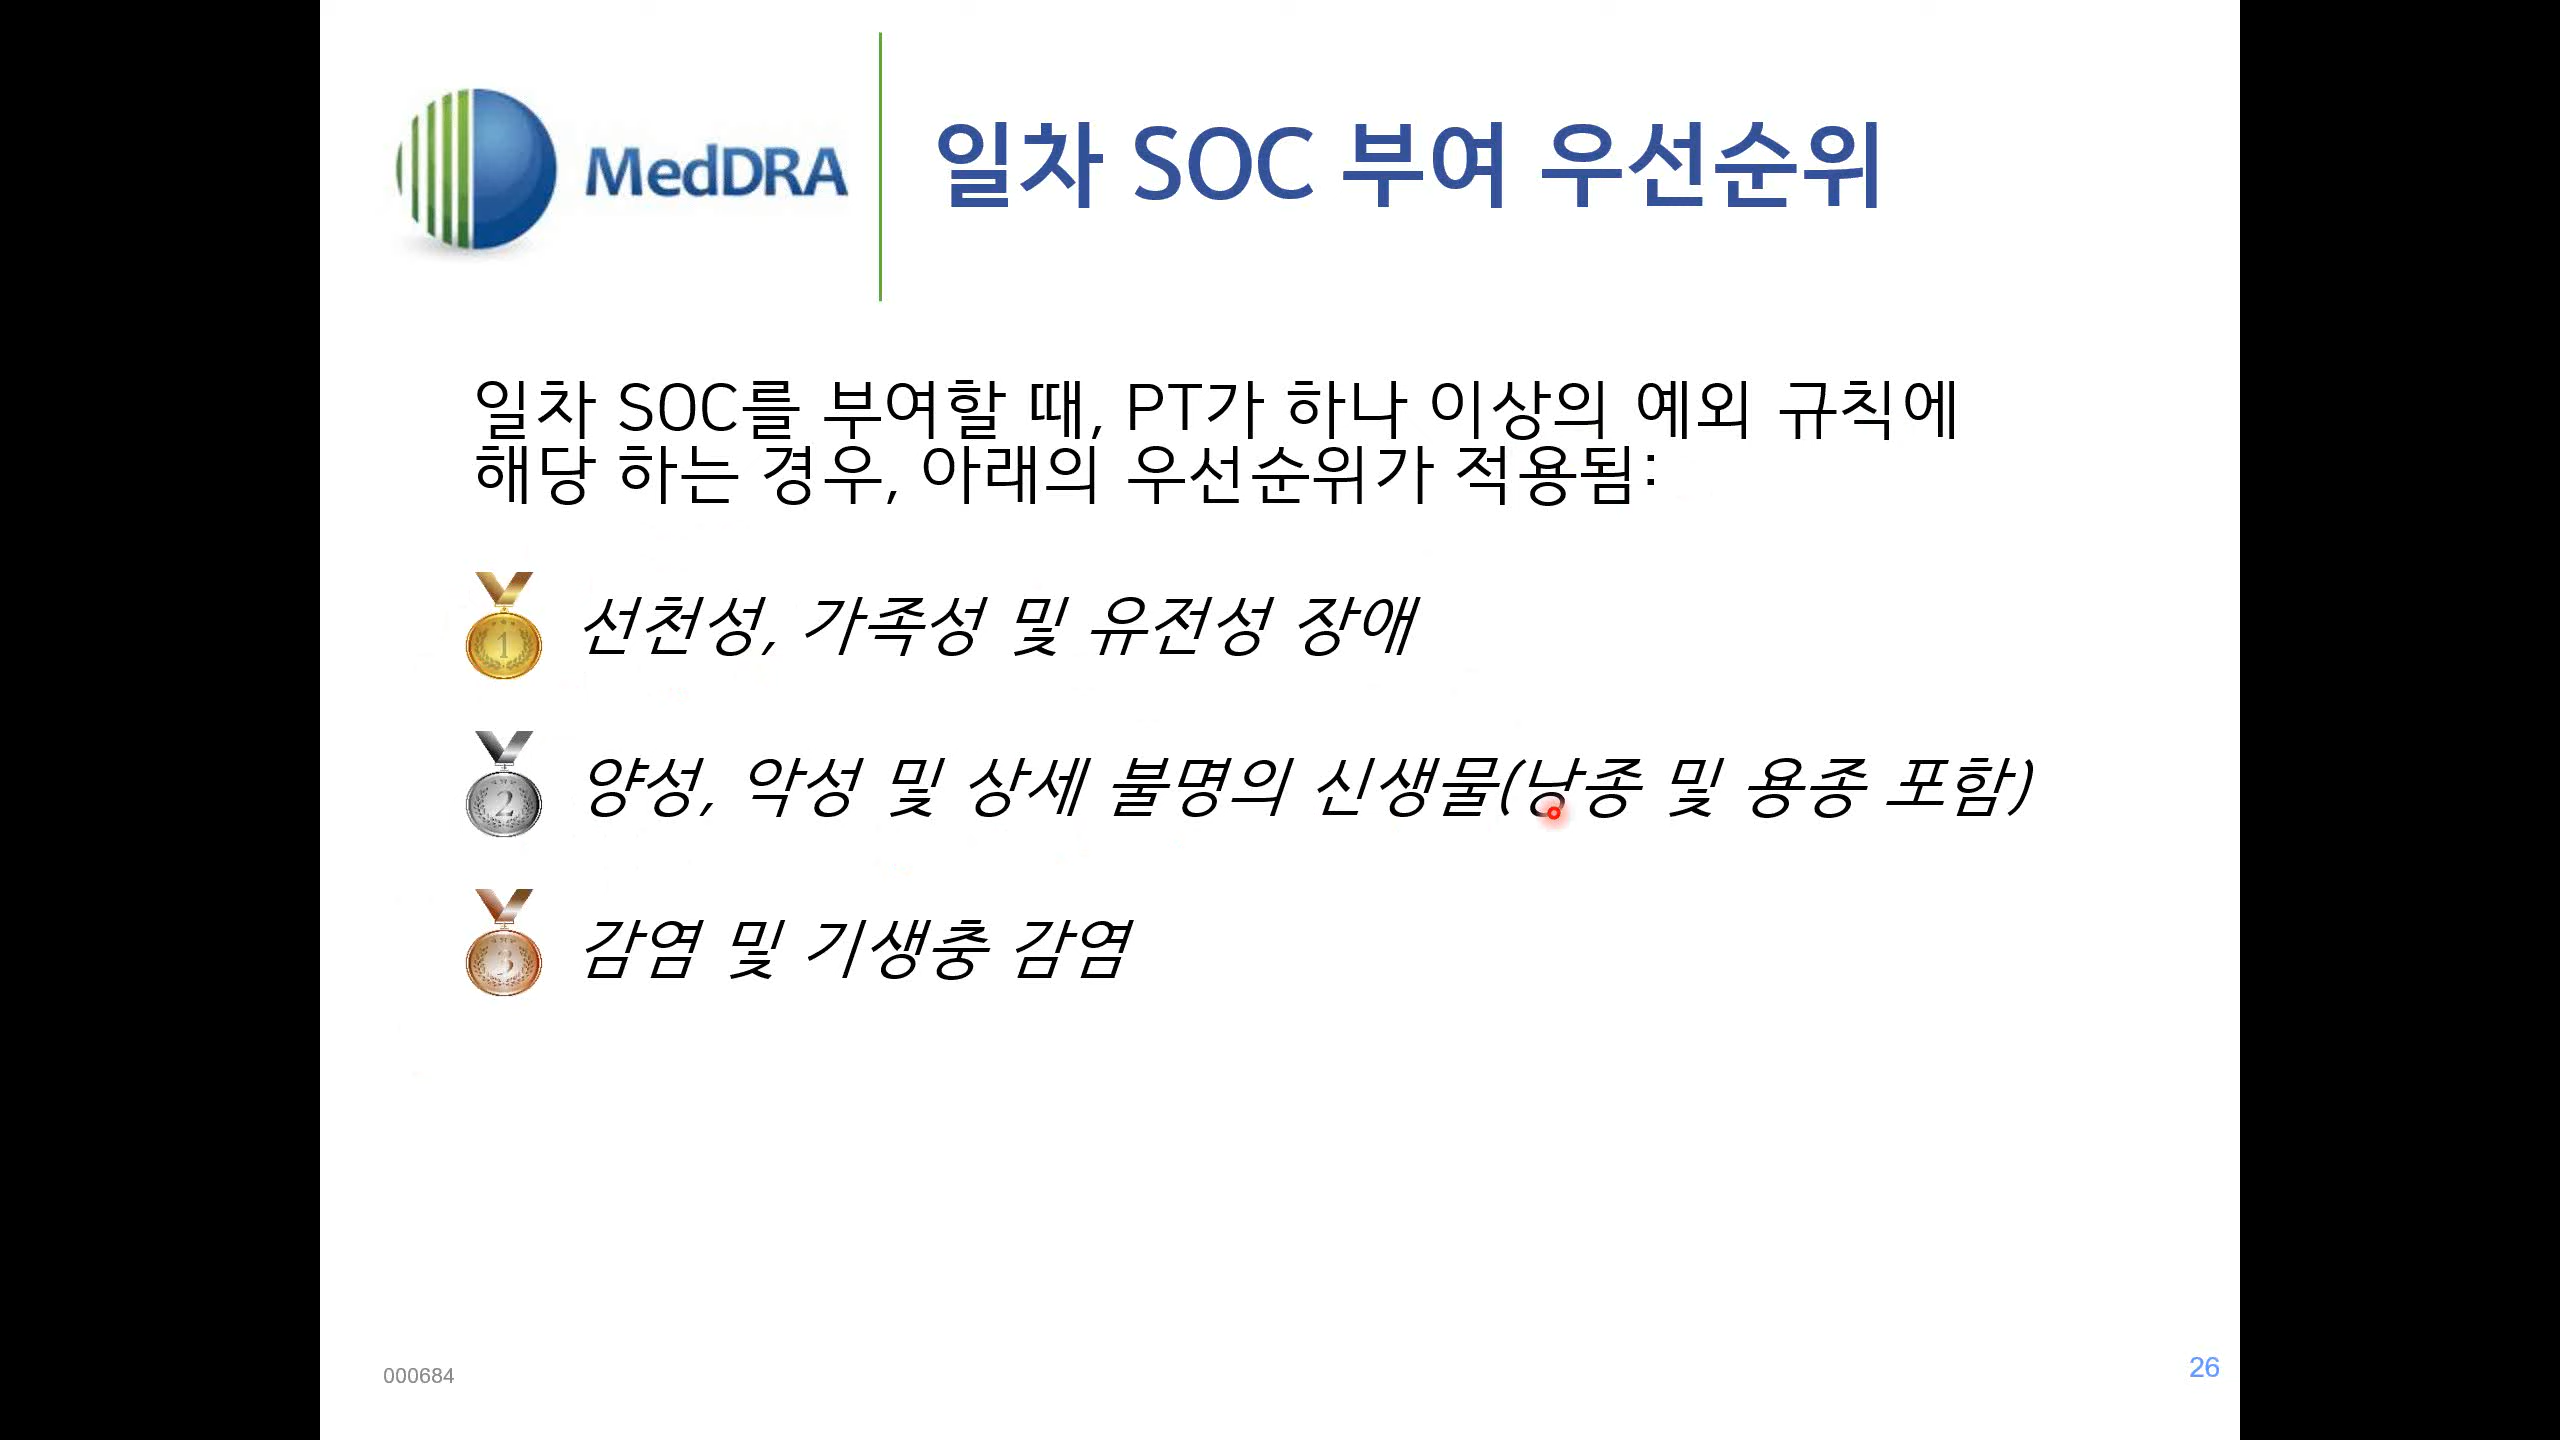 MedDRA
일차 SOC 부여 우선순위
일차 SOC를 부여할 때, PT가 하나 이상의 예외 규칙에
해당 하는 경우, 아래의 우선순위가 적용됨:
1
선천성, 가족성 및 유전성 장애
2
양성, 악성 및 상세 불명의 신생물(낭종 및 용종 포함)
3
감염 및 기생충 감염
000684
26